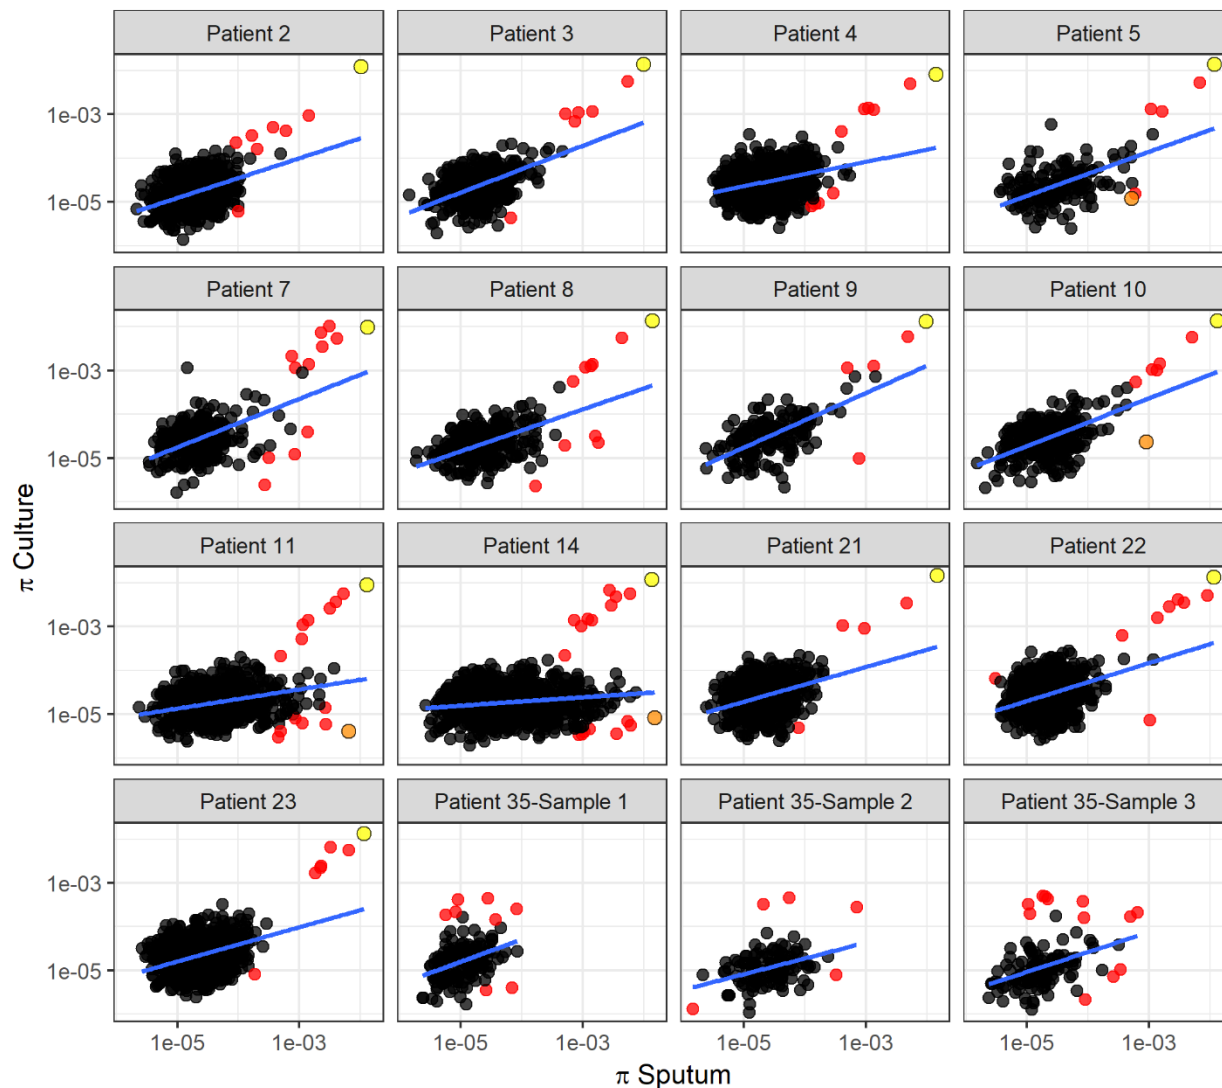 Patient 2
Patient 3
Patient 4
Patient 5
1e-03
1e-05
Patient 7
Patient 8
Patient 9
Patient 10
1e-03
1e-05
Patient 11
Patient 14
Patient 21
Patient 22
1e-03
1e-05
Patient 23
Patient 35-Sample 1
Patient 35-Sample 2
Patient 35-Sample 3
1e-03
1e-05
1e-05
1e-03
1e-05
1e-03
1e-05
1e-03
1e-05
1e-03
π Sputum
π Culture